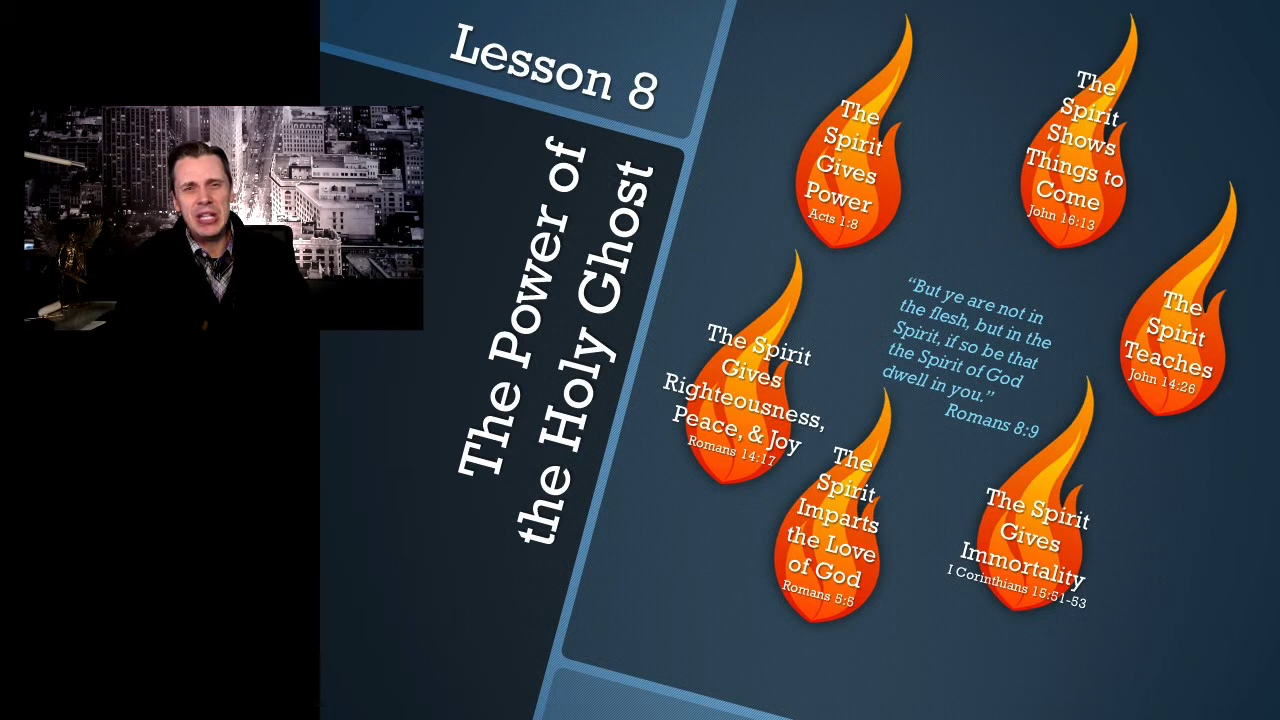 Lesson 8
The Power of
the Holy Ghost
The
Spirit
Gives
Power
Acts 1:8
The
Spirit
Shows
Things to
Come
John 16:13
The
Spirit
Teaches
John 14:26
The Spirit
Gives
Immortality
I Corinthians 15:51-53
The
Spirit
Imparts
the Love
of God
Romans 5:5
The Spirit
Gives
Righteousness,
Peace, & Joy
Romans 14:17
“But ye are not in
the flesh, but in the
Spirit, if so be that
the Spirit of God
dwell in you.”
Romans 8:9